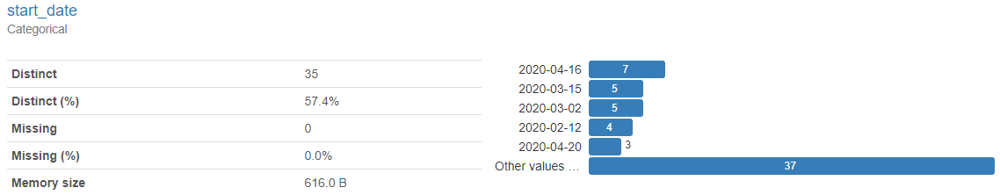 start_date
Categorical
Distinct 35
Distinct (%) 57.4%
Missing 0
Missing (%) 0.0%
Memory size 616.0 B
2020-04-16 7
2020-03-15 5
2020-03-02 5
2020-02-12 4
2020-04-20 3
Other values ... 37